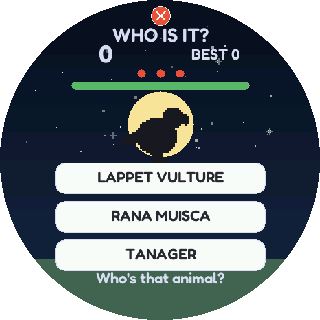 WHO IS IT?
0
BEST 0
LAPPET VULTURE
RANA MUISCA
TANAGER
Who's that animal?